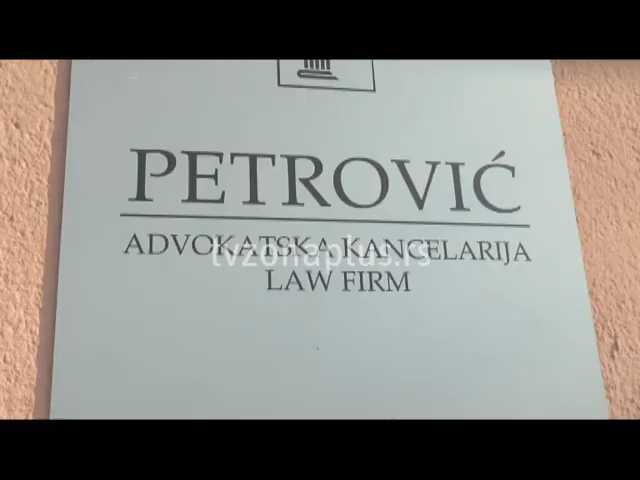 PETROVIĆ
ADVOKATSKA KANCELARIJA
tvzonaplus.rs
LAW FIRM